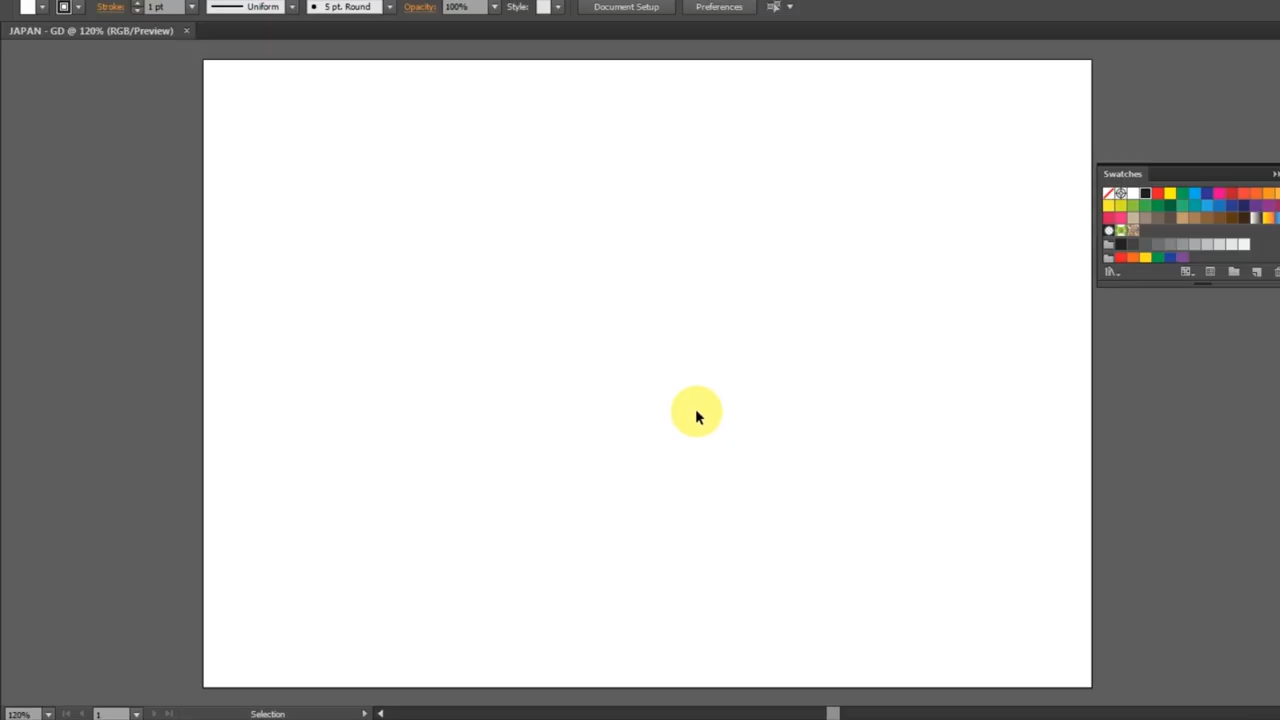 Stroke: 1 pt Uniform 5 pt. Round Opacity: 100% Style: Document Setup Preferences
JAPAN - GD @ 120% (RGB/Preview)
Swatches
120% 1 Selection